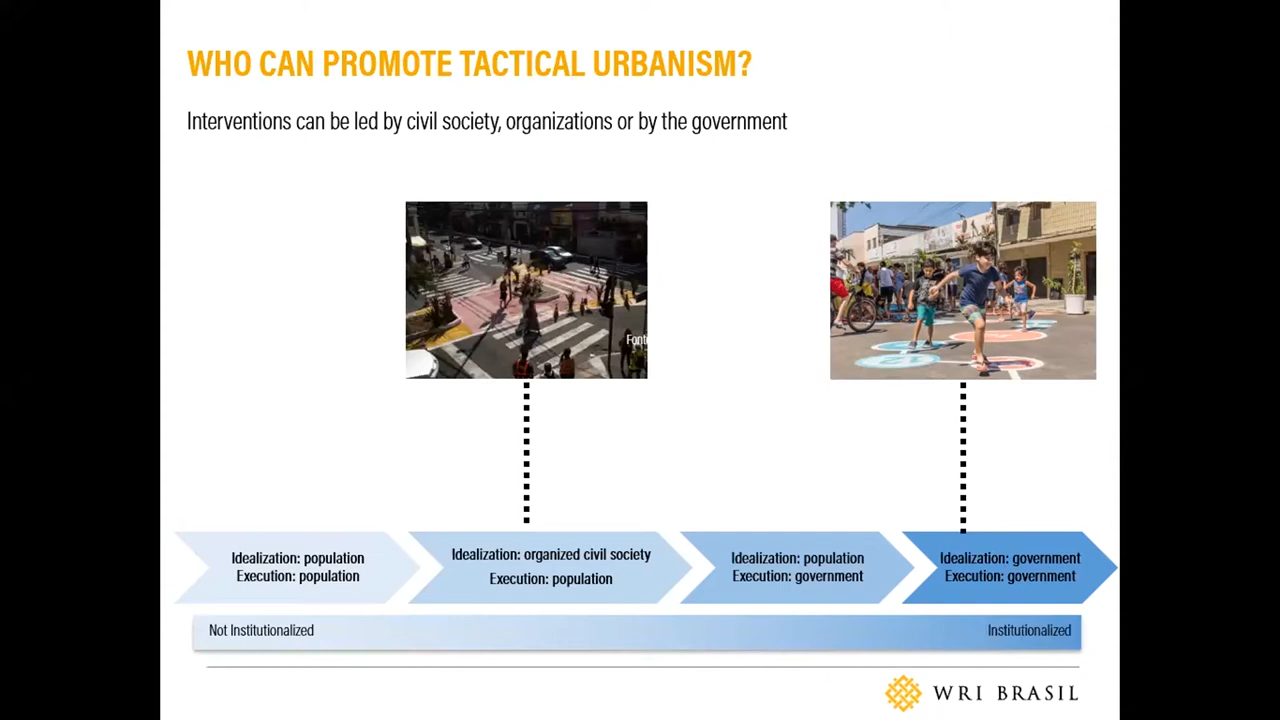 WHO CAN PROMOTE TACTICAL URBANISM?
Interventions can be led by civil society, organizations or by the government
Font
Idealization: population
Execution: population
Idealization: organized civil society
Execution: population
Idealization: population
Execution: government
Idealization: government
Execution: government
Not Institutionalized
Institutionalized
WRI BRASIL